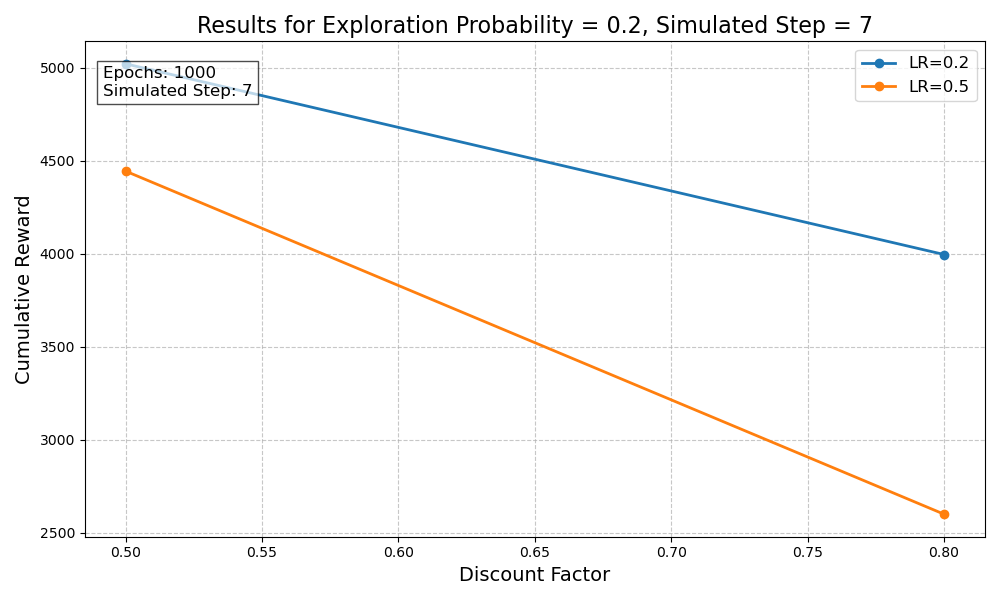 Results for Exploration Probability = 0.2, Simulated Step = 7
Epochs: 1000
Simulated Step: 7
LR=0.2
LR=0.5
Cumulative Reward
5000
4500
4000
3500
3000
2500
0.50 0.55 0.60 0.65 0.70 0.75 0.80
Discount Factor